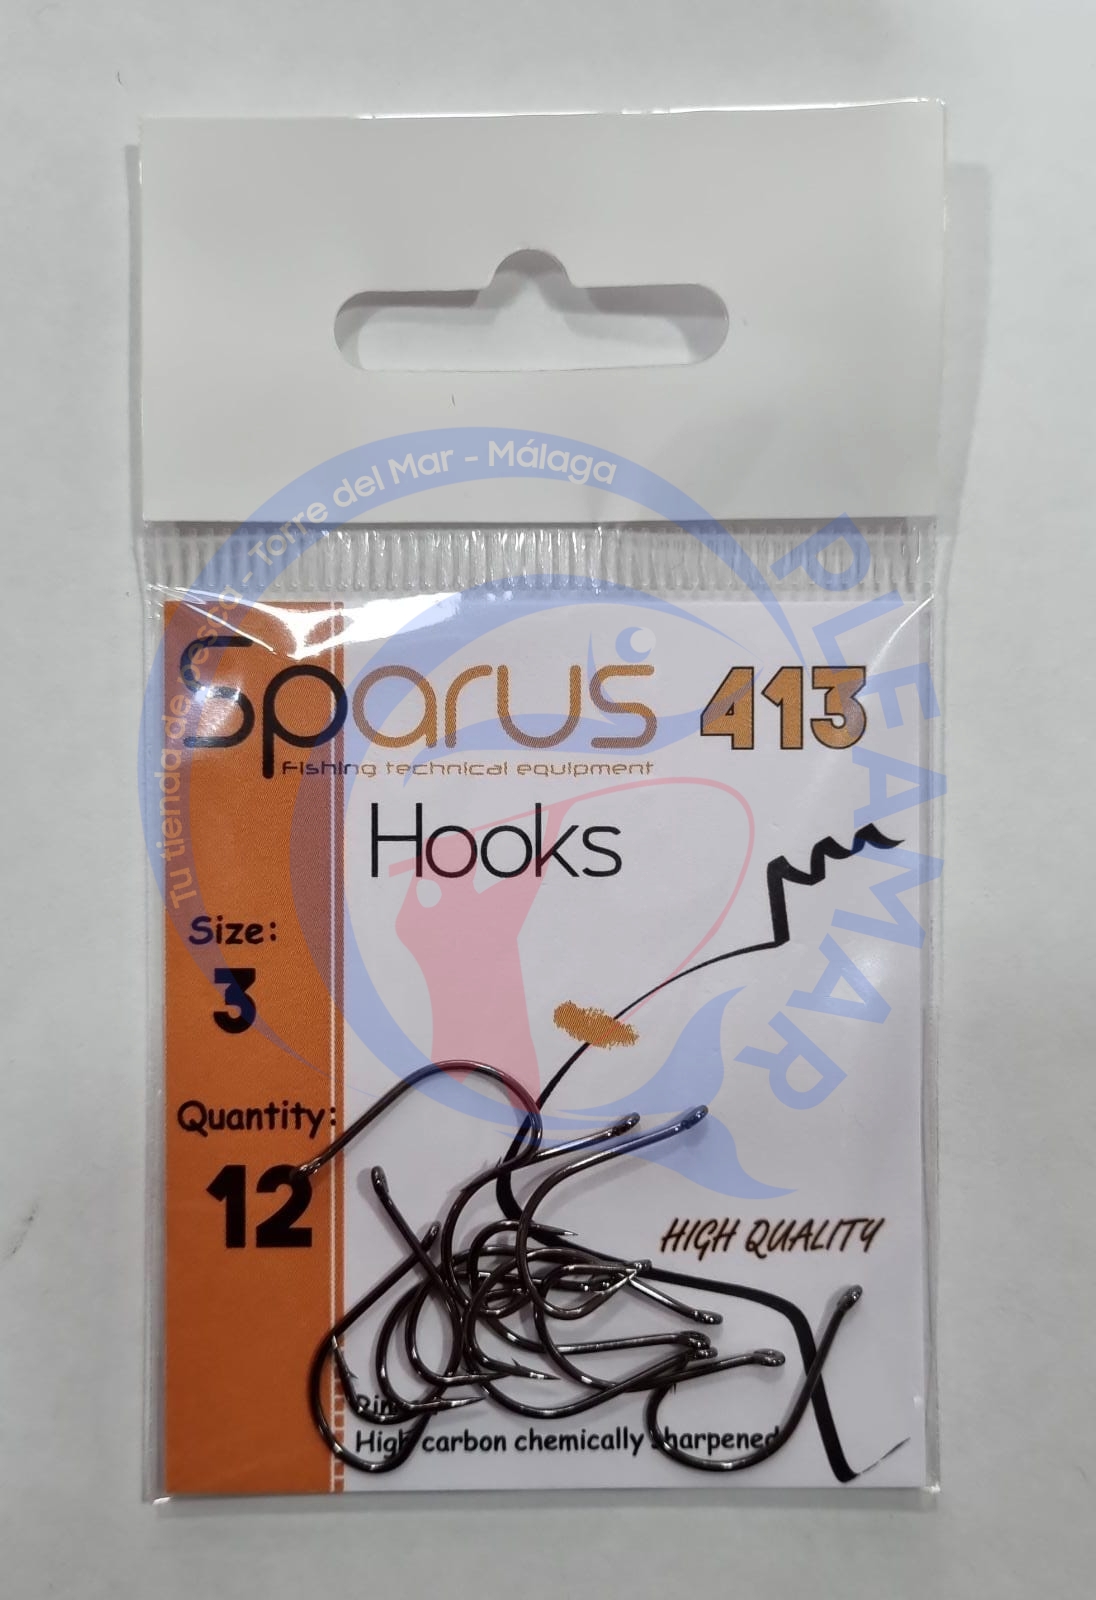 Tu tienda de pesca - Torre del Mar - Málaga
PLEAMAR
Sparus 413
Fishing technical equipment
Hooks
Size:
3
Quantity:
12
HIGH QUALITY
High carbon chemically sharpened